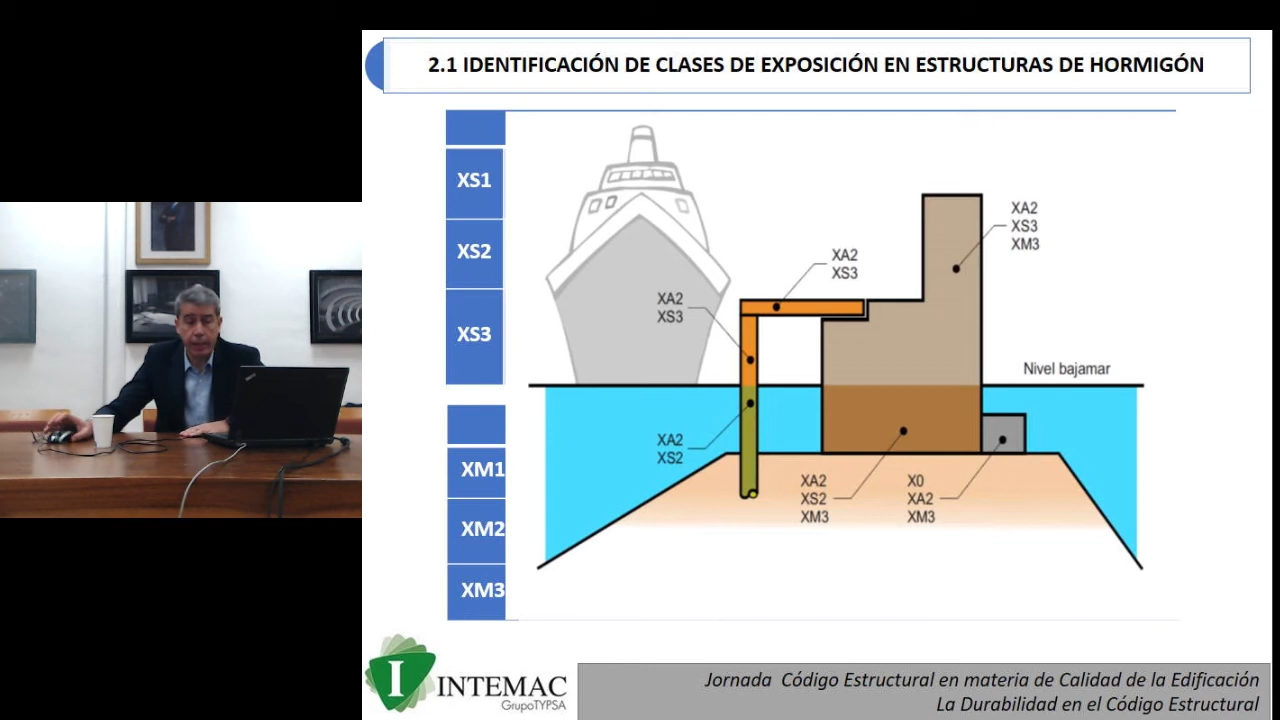 2.1 IDENTIFICACIÓN DE CLASES DE EXPOSICIÓN EN ESTRUCTURAS DE HORMIGÓN
XS1
XS2
XS3
XM1
XM2
XM3
XA2
XS3
XM3
XA2
XS3
XA2
XS3
Nivel bajamar
XA2
XS2
XA2
XS2
XM3
X0
XA2
XM3
I INTEMAC
GrupoTYPSA
Jornada Código Estructural en materia de Calidad de la Edificación
La Durabilidad en el Código Estructural